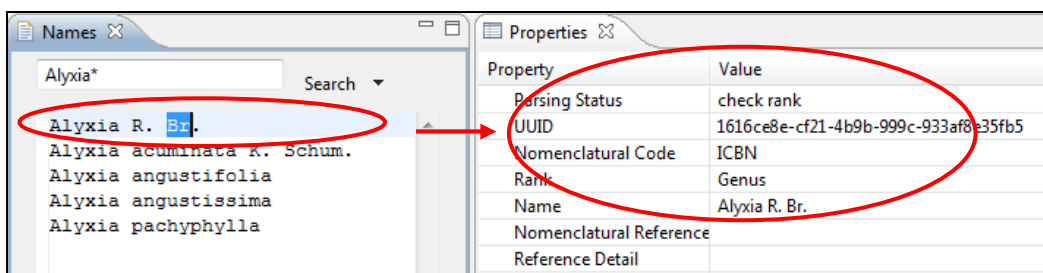 Names
Alyxia*
Search
Alyxia R. Br.
Alyxia acuminata K. Schum.
Alyxia angustifolia
Alyxia angustissima
Alyxia pachyphylla
Properties
Property Value
Parsing Status check rank
UUID 1616ce8e-cf21-4b9b-999c-933af8e35fb5
Nomenclatural Code ICBN
Rank Genus
Name Alyxia R. Br.
Nomenclatural Reference
Reference Detail